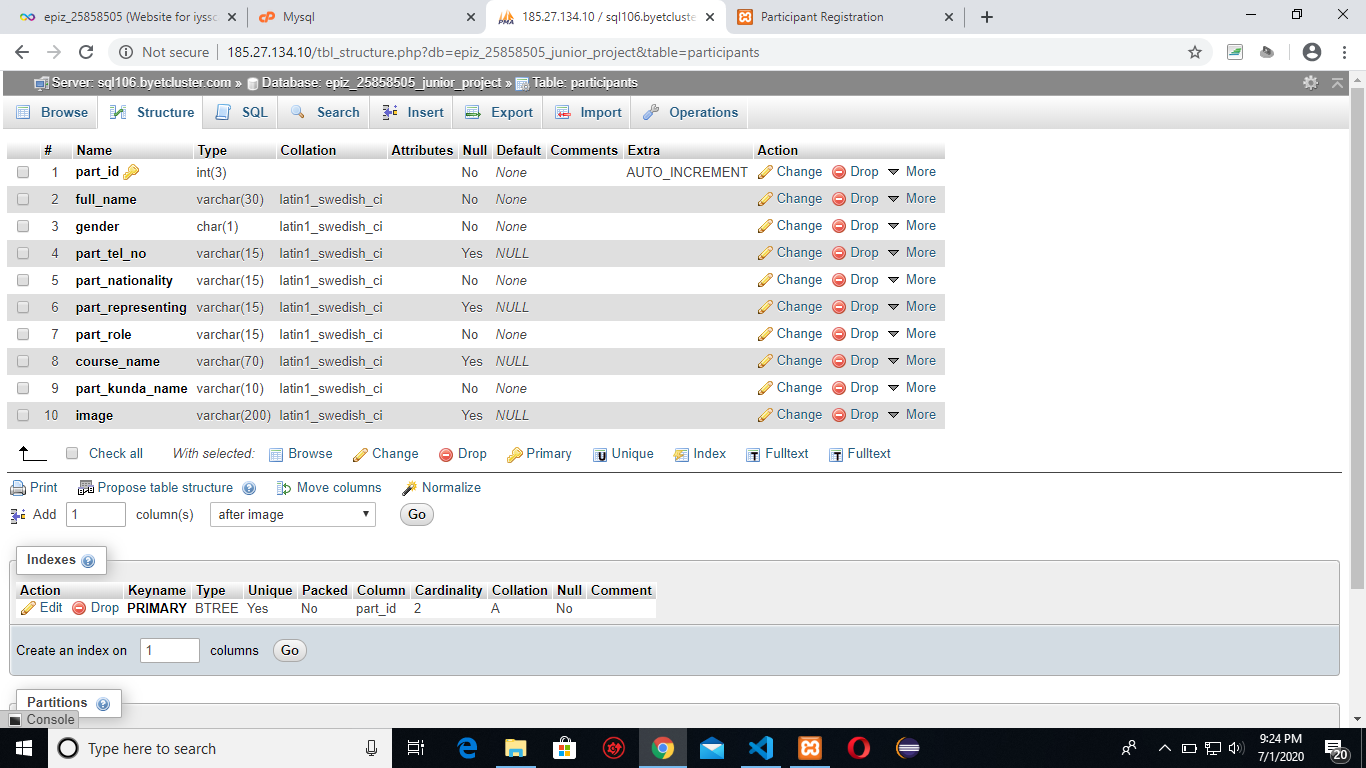 epiz_25858505 (Website for iyssc
Mysql
185.27.134.10 / sql106.byetcluste
Participant Registration
Not secure
185.27.134.10/tbl_structure.php?db=epiz_25858505_junior_project&table=participants
Server: sql106.byetcluster.com » Database: epiz_25858505_junior_project » Table: participants
Browse Structure SQL Search Insert Export Import Operations
# Name Type Collation Attributes Null Default Comments Extra Action
1 part_id int(3) No None AUTO_INCREMENT Change Drop More
2 full_name varchar(30) latin1_swedish_ci No None Change Drop More
3 gender char(1) latin1_swedish_ci No None Change Drop More
4 part_tel_no varchar(15) latin1_swedish_ci Yes NULL Change Drop More
5 part_nationality varchar(15) latin1_swedish_ci No None Change Drop More
6 part_representing varchar(15) latin1_swedish_ci Yes NULL Change Drop More
7 part_role varchar(15) latin1_swedish_ci No None Change Drop More
8 course_name varchar(70) latin1_swedish_ci Yes NULL Change Drop More
9 part_kunda_name varchar(10) latin1_swedish_ci No None Change Drop More
10 image varchar(200) latin1_swedish_ci Yes NULL Change Drop More
Check all With selected: Browse Change Drop Primary Unique Index Fulltext Fulltext
Print Propose table structure Move columns Normalize
Add 1 column(s) after image Go
Indexes
Action Keyname Type Unique Packed Column Cardinality Collation Null Comment
Edit Drop PRIMARY BTREE Yes No part_id 2 A No
Create an index on 1 columns Go
Partitions
Console
Type here to search
9:24 PM
7/1/2020
20